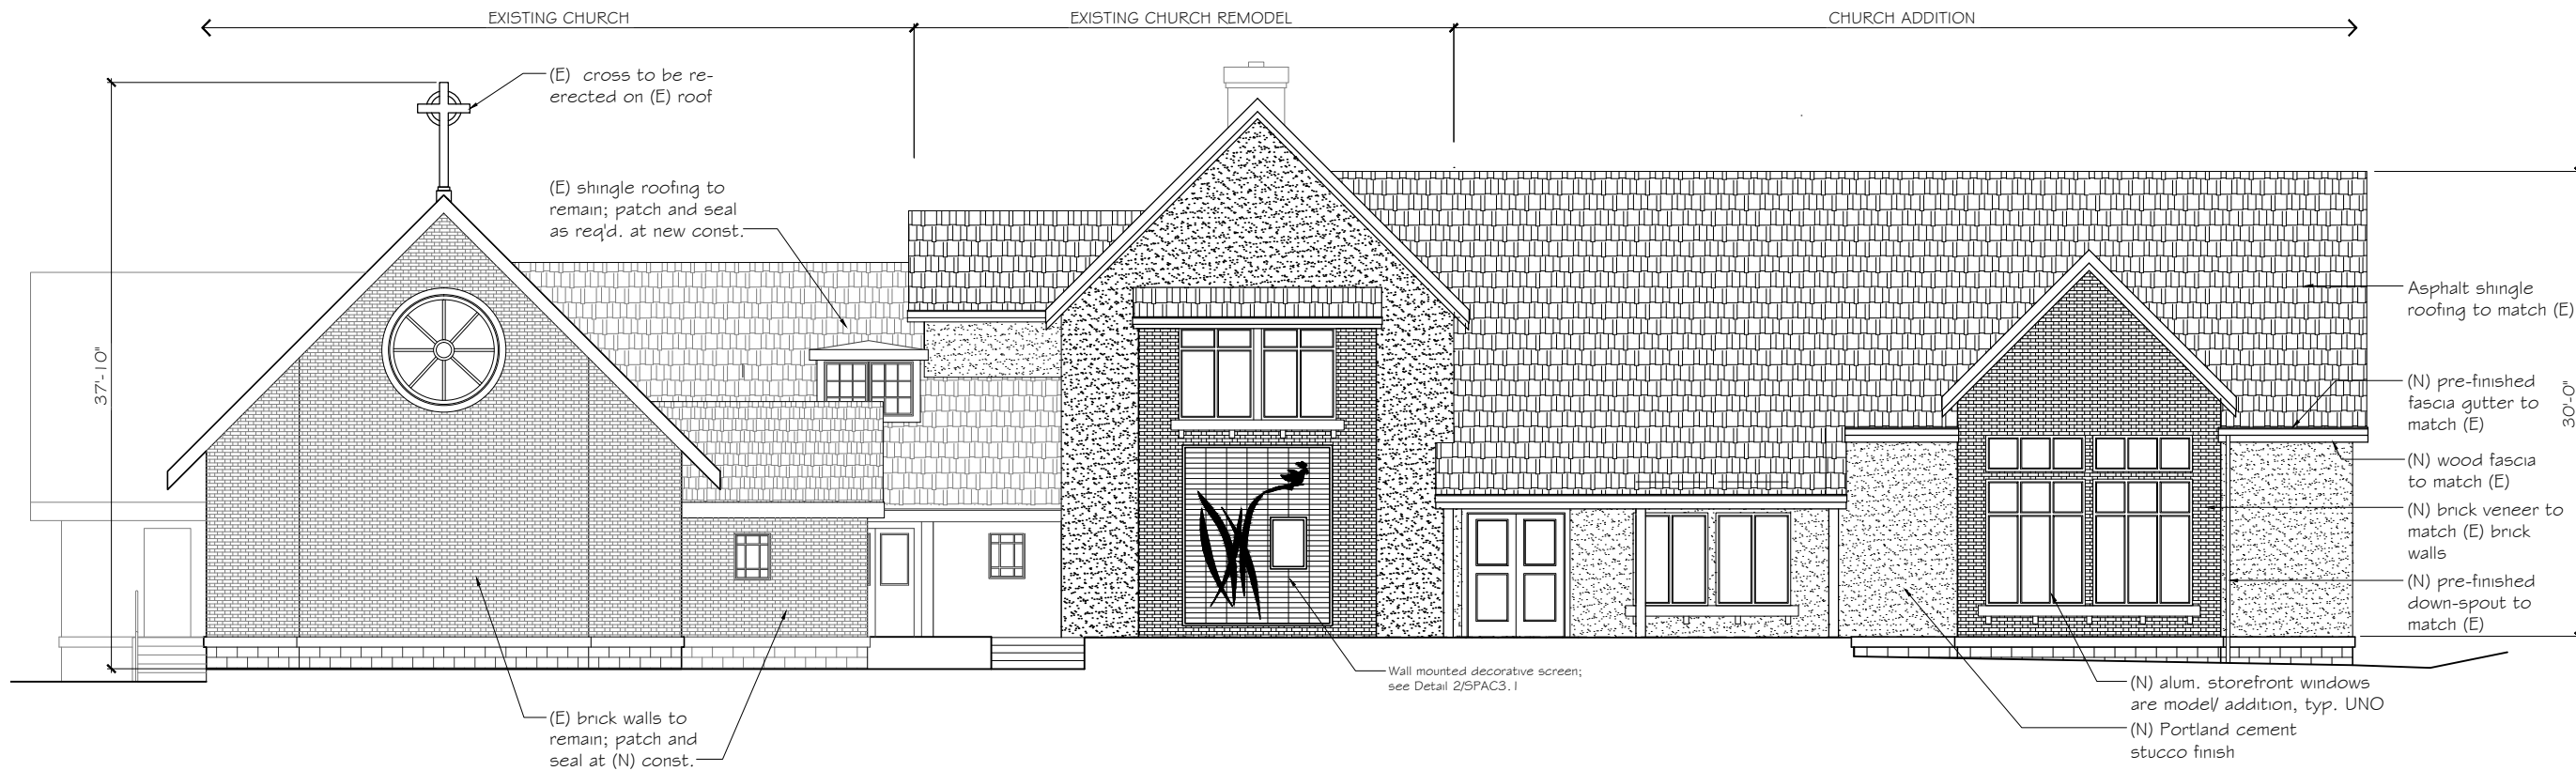 EXISTING CHURCH
EXISTING CHURCH REMODEL
CHURCH ADDITION
(E) cross to be re-
erected on (E) roof
37'-10"
(E) shingle roofing to
remain; patch and seal
as req'd. at new const.
Asphalt shingle
roofing to match (E)
(N) pre-finished
fascia gutter to
match (E)
30'-0"
(N) wood fascia
to match (E)
(N) brick veneer to
match (E) brick
walls
(N) pre-finished
down-spout to
match (E)
Wall mounted decorative screen;
see Detail 2/SPAC3.1
(N) alum. storefront windows
are model/ addition, typ. UNO
(N) Portland cement
stucco finish
(E) brick walls to
remain; patch and
seal at (N) const.